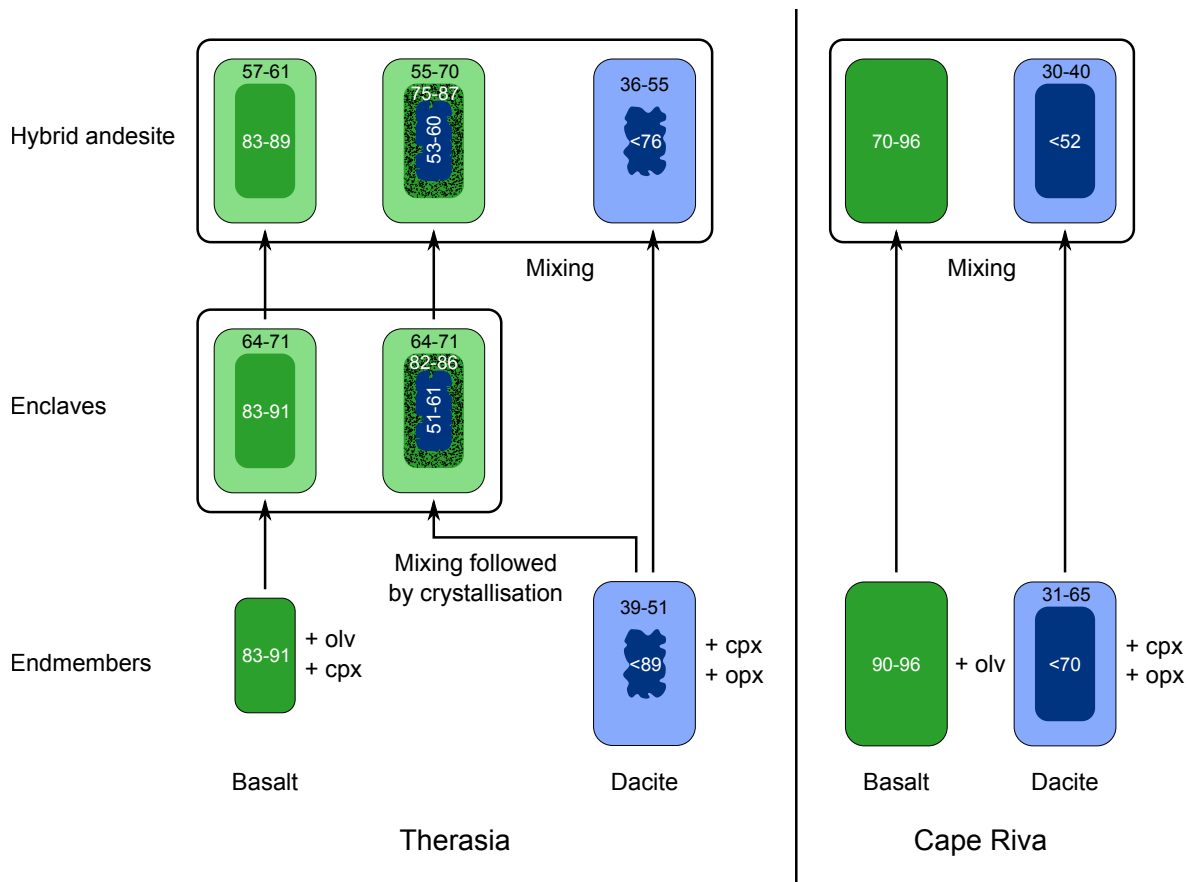 57-61
55-70
75-87
36-55
30-40
Hybrid andesite
83-89
53-60
<76
70-96
<52
Mixing
Mixing
64-71
64-71
82-86
Enclaves
83-91
51-61
Mixing followed
by crystallisation
39-51
31-65
Endmembers
83-91
+ olv
+ cpx
<89
+ cpx
+ opx
90-96
+ olv
<70
+ cpx
+ opx
Basalt
Dacite
Basalt
Dacite
Therasia
Cape Riva